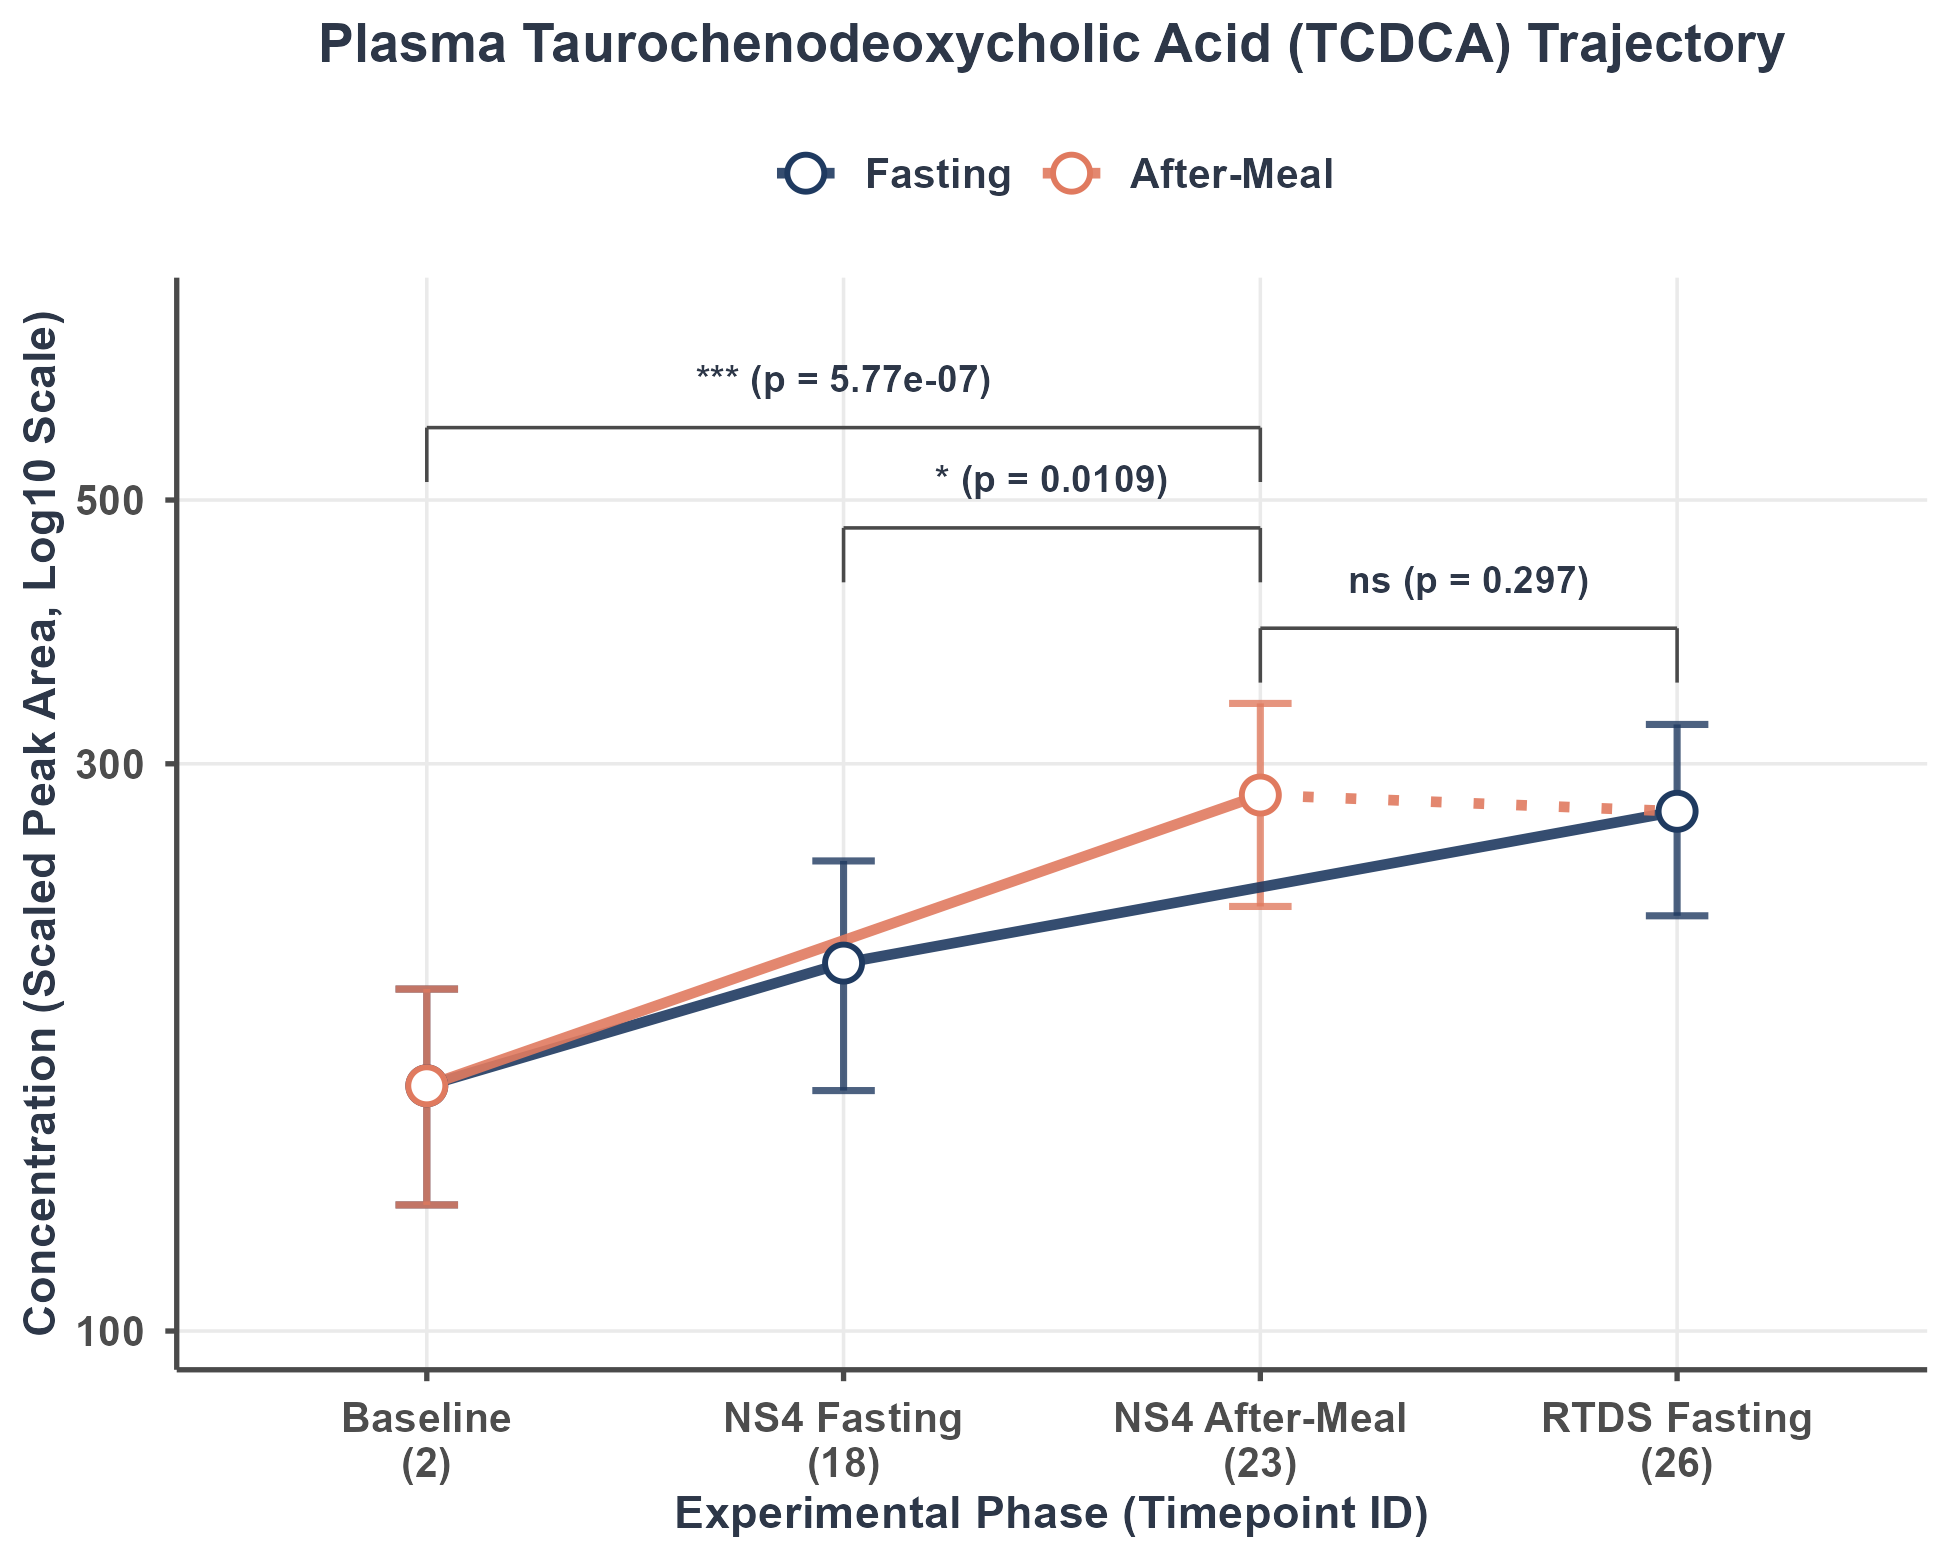 Plasma Taurochenodeoxycholic Acid (TCDCA) Trajectory
Fasting
After-Meal
Concentration (Scaled Peak Area, Log10 Scale)
500
300
100
*** (p = 5.77e-07)
* (p = 0.0109)
ns (p = 0.297)
Baseline
(2)
NS4 Fasting
(18)
NS4 After-Meal
(23)
RTDS Fasting
(26)
Experimental Phase (Timepoint ID)